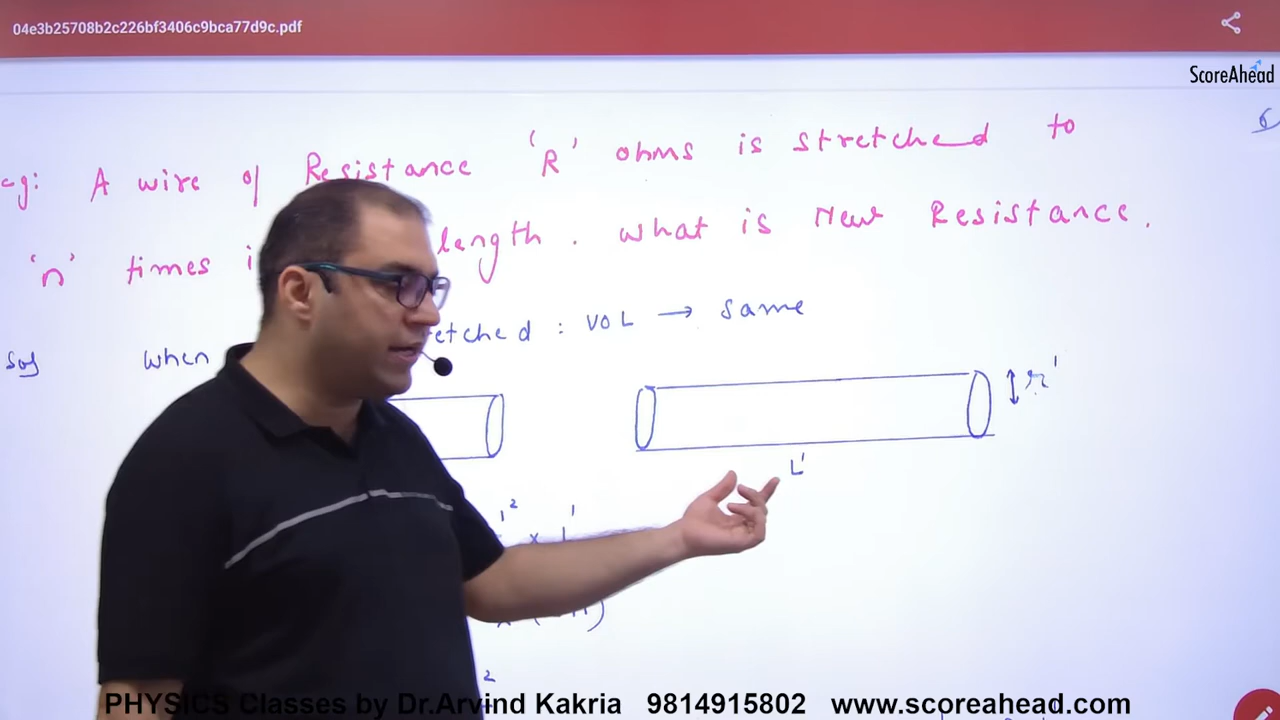 04e3b25708b2c226bf3406c9bca77d9c.pdf
ScoreAhead
eg: A wire of Resistance 'R' ohms is stretched to
'n' times length. What is New Resistance.
Sol When etched : VOL → Same
r'
L'
PHYSICS Classes by Dr.Arvind Kakria 9814915802 www.scoreahead.com